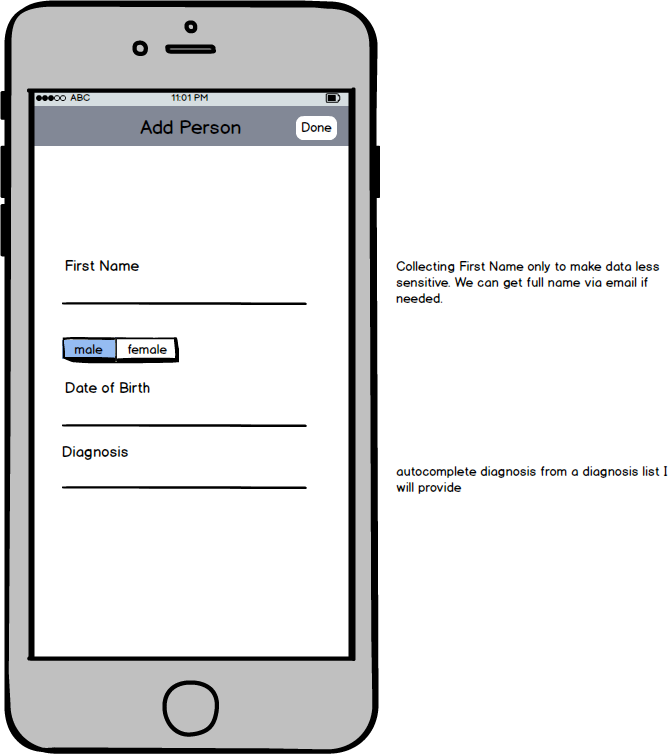 ABC 11:01 PM
Add Person Done
First Name
Collecting First Name only to make data less
sensitive. We can get full name via email if
needed.
male female
Date of Birth
Diagnosis
autocomplete diagnosis from a diagnosis list I
will provide